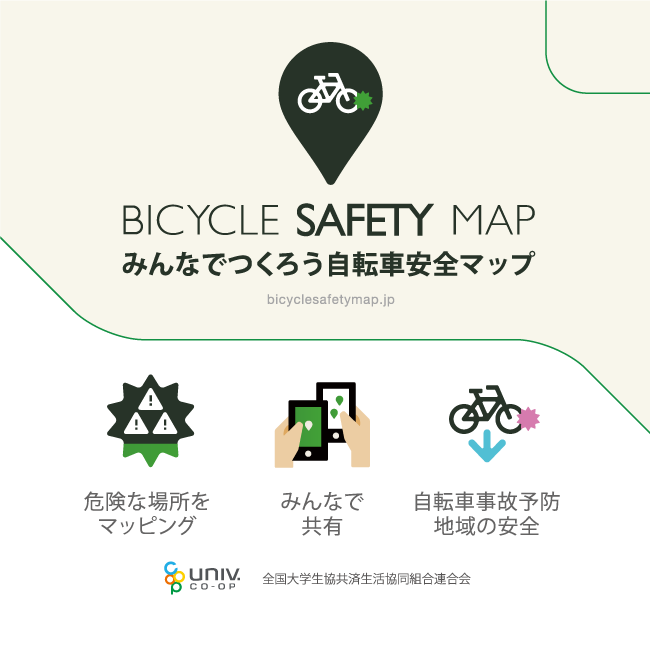 BICYCLE SAFETY MAP
みんなでつくろう自転車安全マップ
bicyclesafetymap.jp
危険な場所を
マッピング
みんなで
共有
自転車事故予防
地域の安全
UNIV.
CO-OP
全国大学生協共済生活協同組合連合会